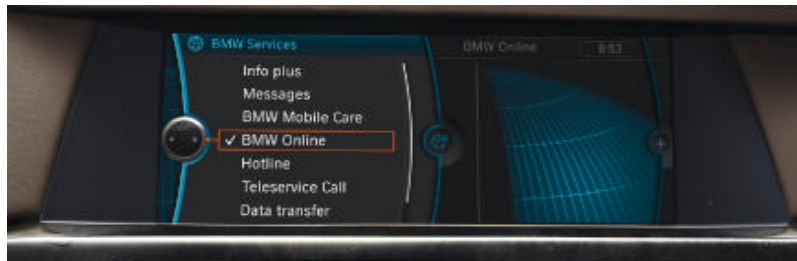 BMW Services
BMW Online 8:53
Info plus
Messages
BMW Mobile Care
✓ BMW Online
Hotline
Teleservice Call
Data transfer